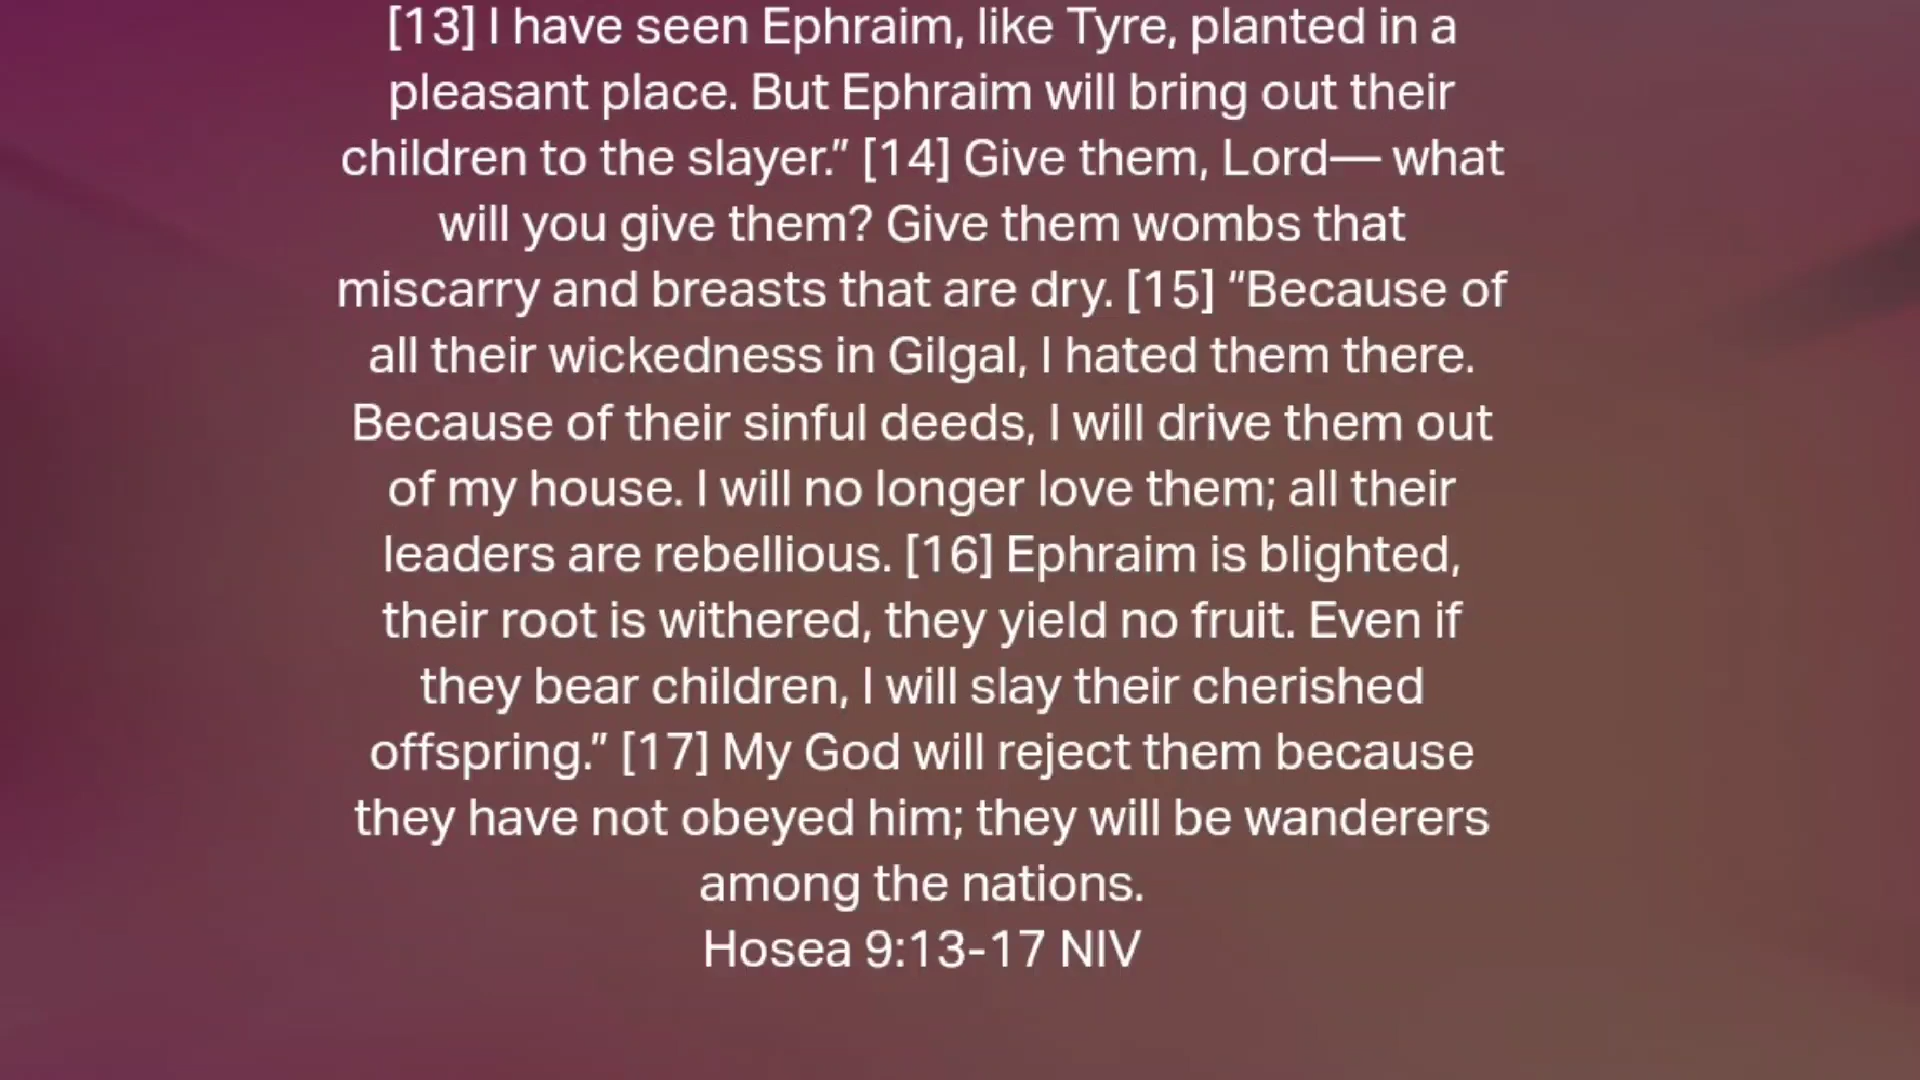 [13] I have seen Ephraim, like Tyre, planted in a
pleasant place. But Ephraim will bring out their
children to the slayer.” [14] Give them, Lord— what
will you give them? Give them wombs that
miscarry and breasts that are dry. [15] “Because of
all their wickedness in Gilgal, I hated them there.
Because of their sinful deeds, I will drive them out
of my house. I will no longer love them; all their
leaders are rebellious. [16] Ephraim is blighted,
their root is withered, they yield no fruit. Even if
they bear children, I will slay their cherished
offspring.” [17] My God will reject them because
they have not obeyed him; they will be wanderers
among the nations.
Hosea 9:13-17 NIV